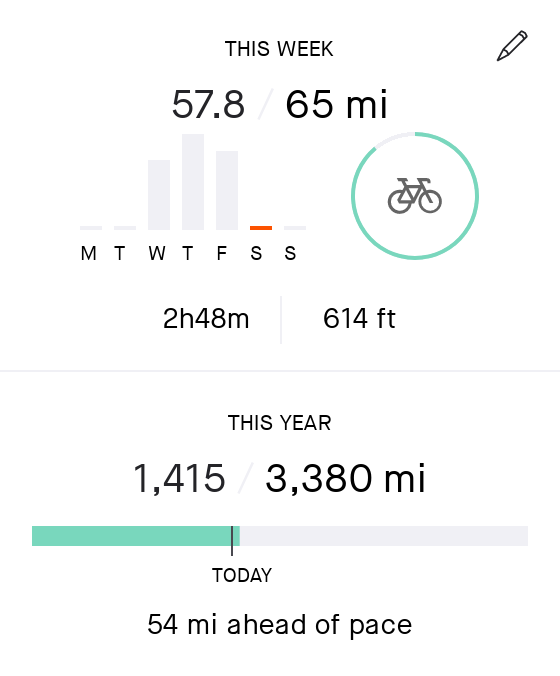 THIS WEEK
57.8 / 65 mi
M T W T F S S
2h48m 614 ft
THIS YEAR
1,415 / 3,380 mi
TODAY
54 mi ahead of pace